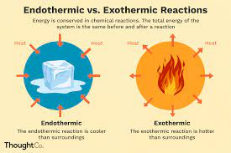 Endothermic vs. Exothermic Reactions
Energy is conserved in chemical reactions. The total energy of the
system is the same before and after a reaction
Heat
Heat
Heat
Heat
Endothermic
The endothermic reaction is cooler
than surroundings
Exothermic
The exothermic reaction is hotter
than surroundings
ThoughtCo.